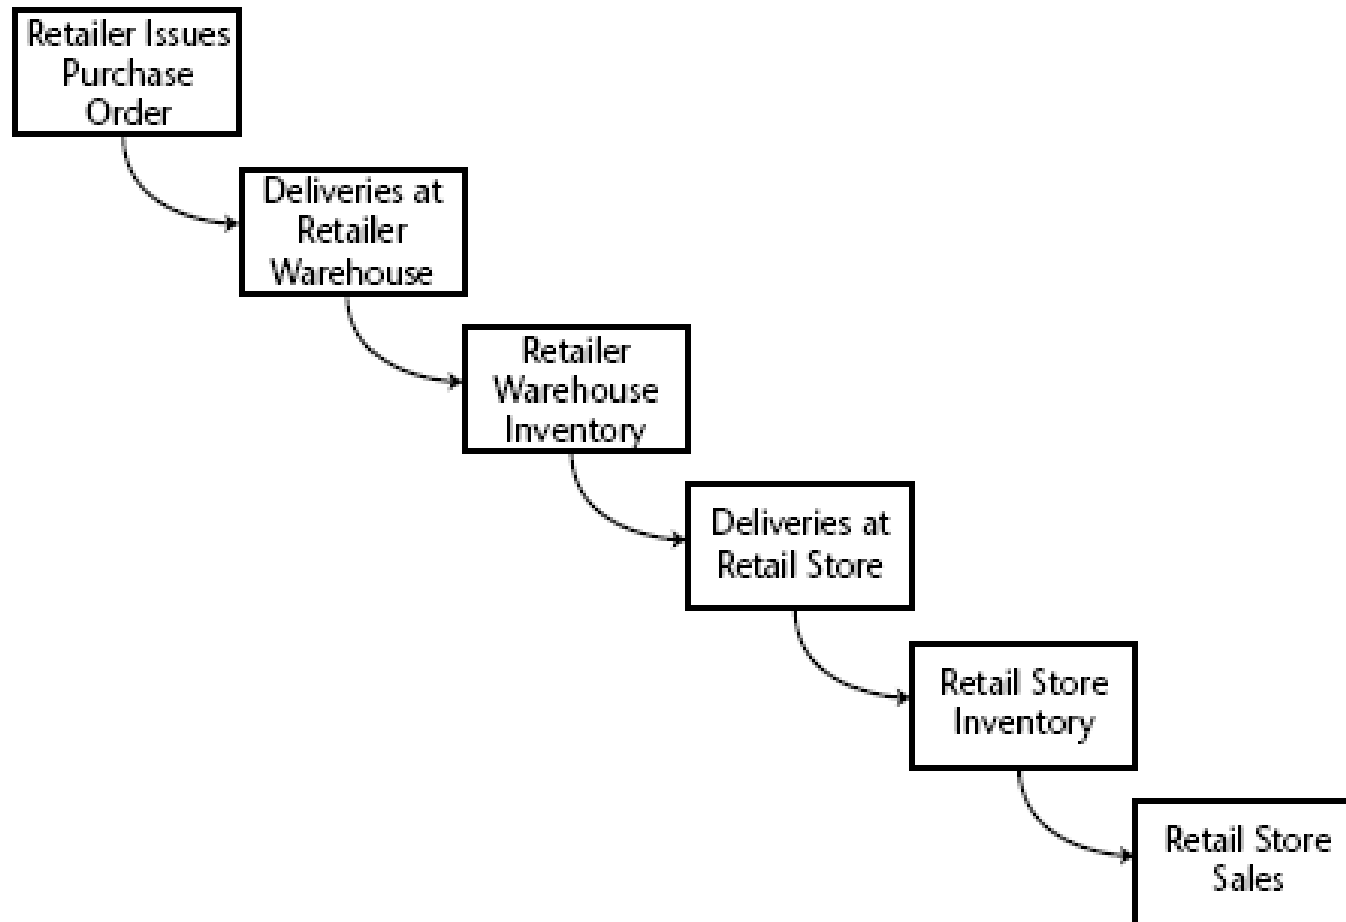 Retailer Issues
Purchase
Order
Deliveries at
Retailer
Warehouse
Retailer
Warehouse
Inventory
Deliveries at
Retail Store
Retail Store
Inventory
Retail Store
Sales